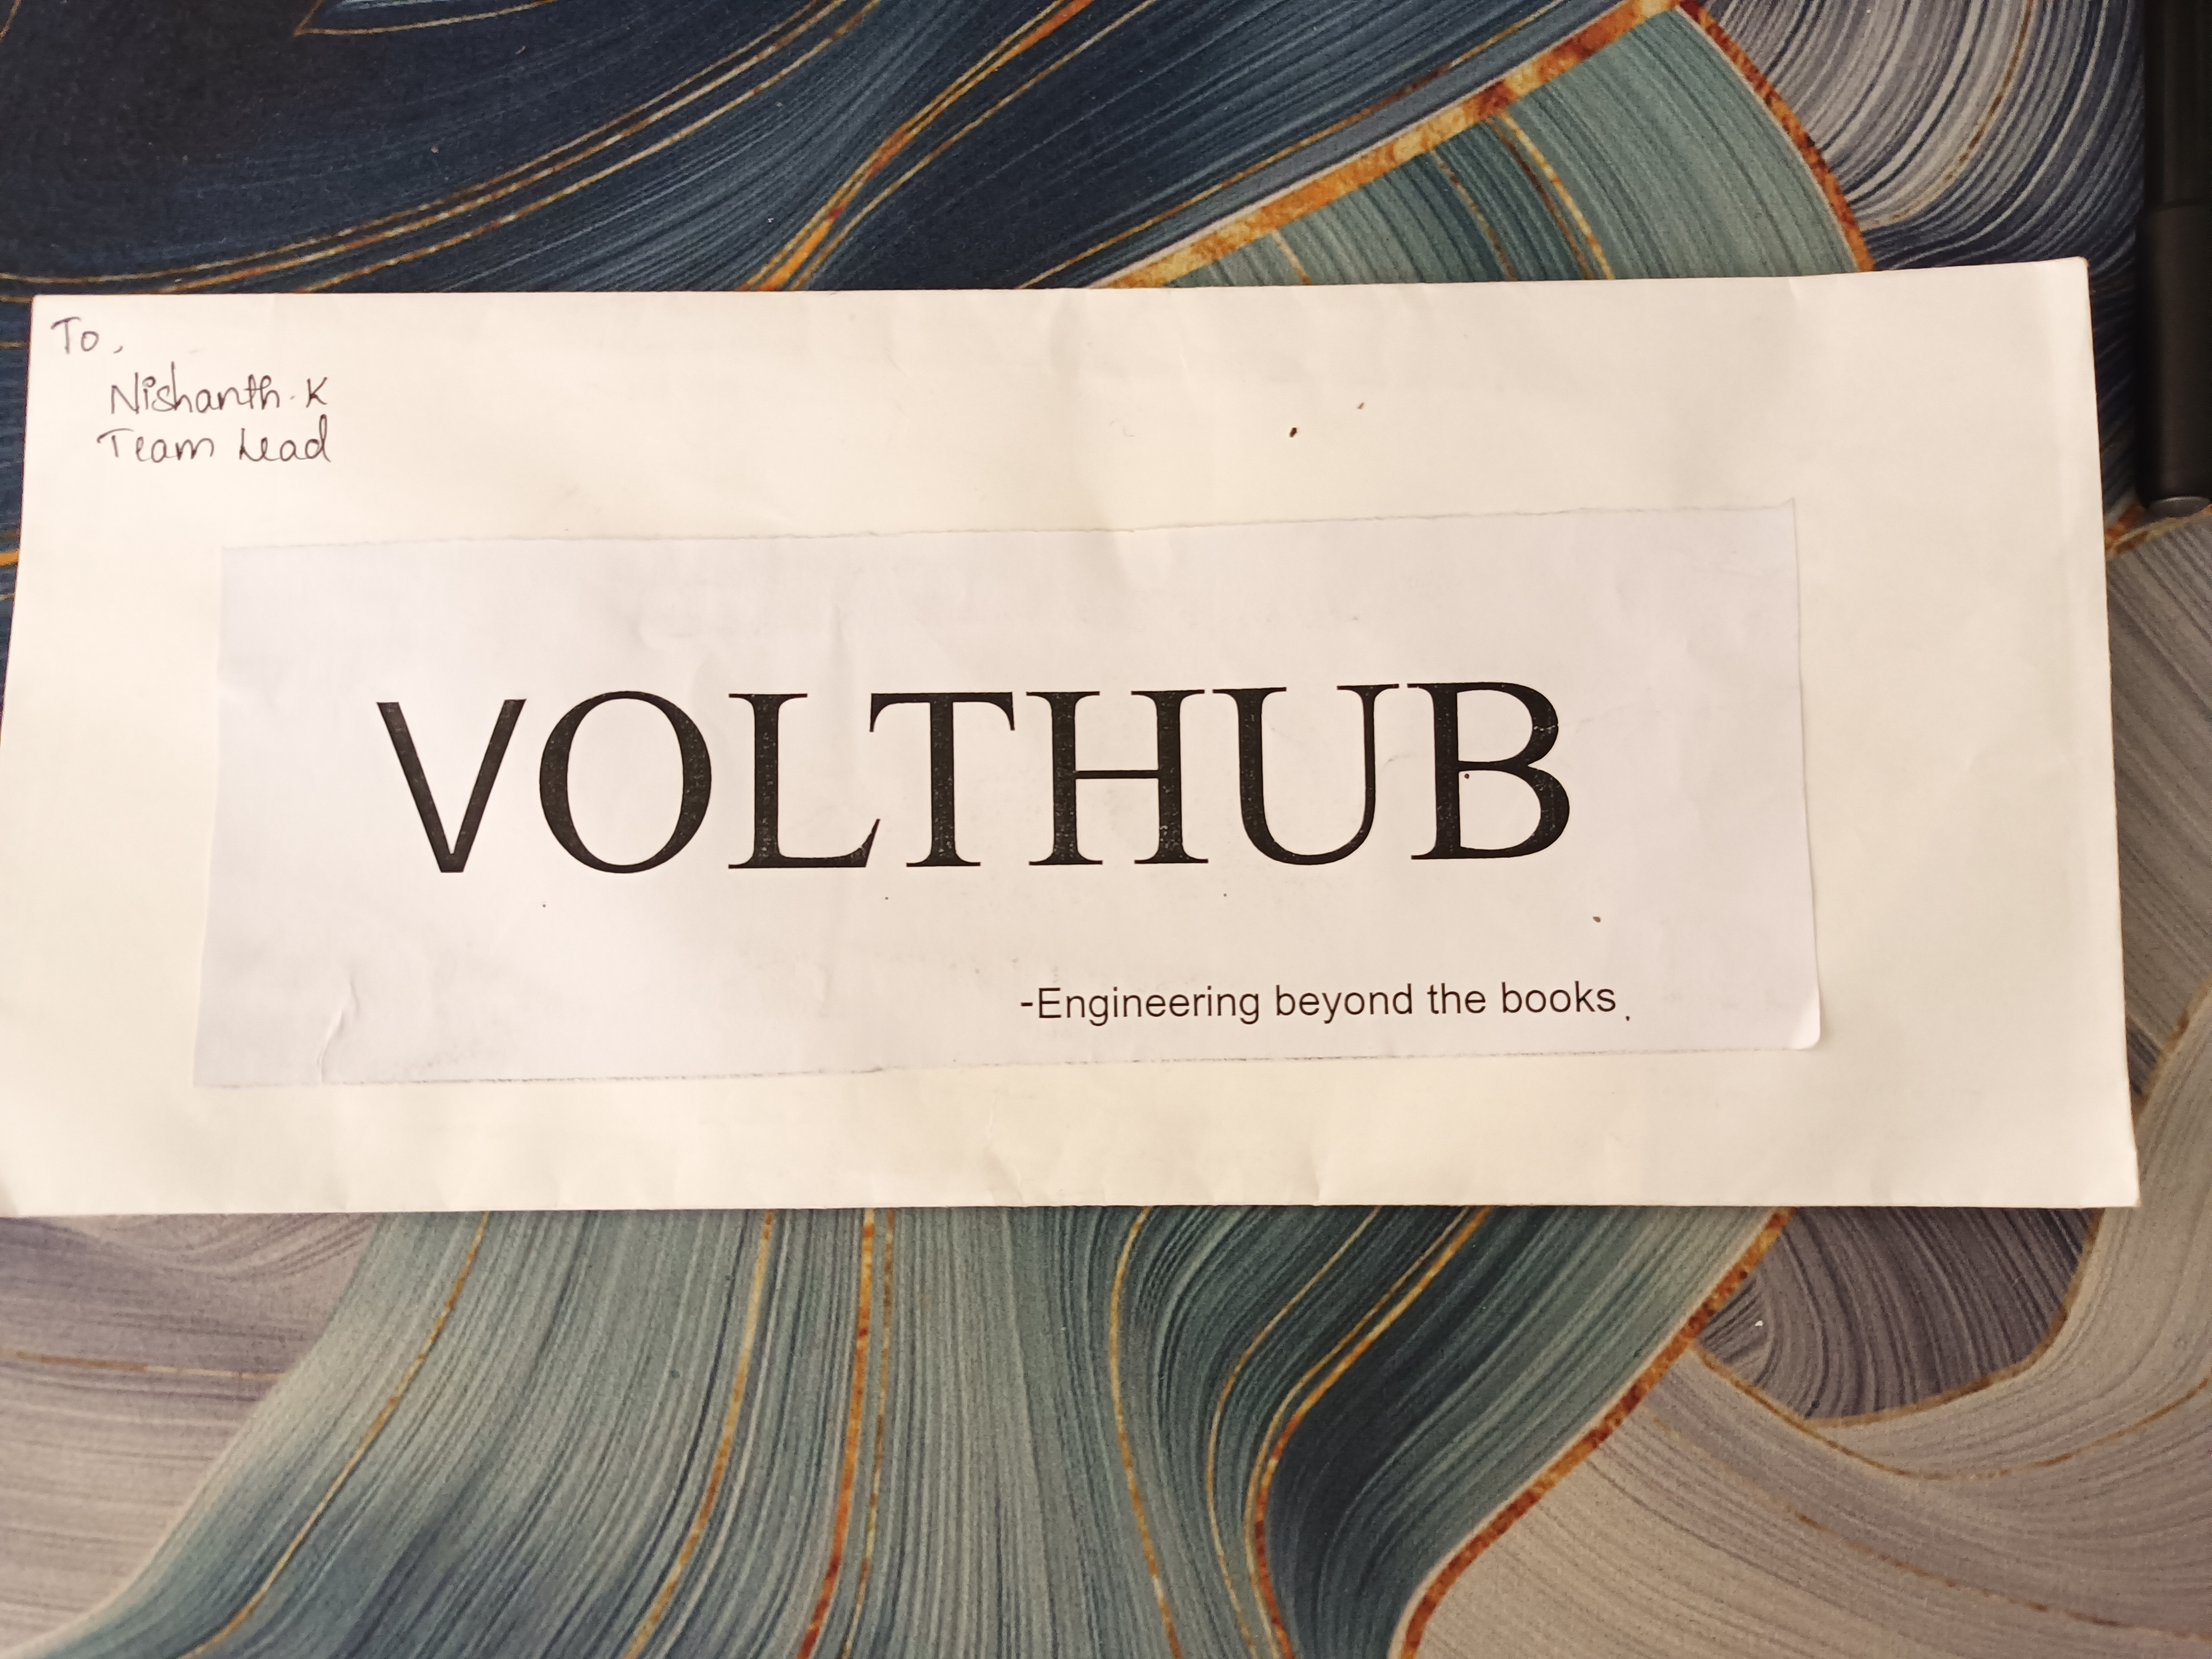 To,
Nishanth.K
Team Lead
VOLTHUB
-Engineering beyond the books.